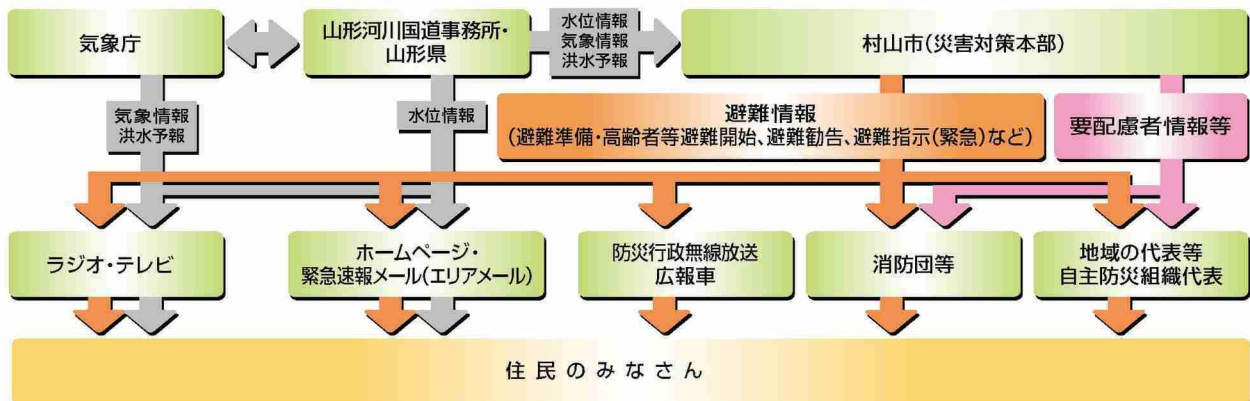 気象庁
山形河川国道事務所・
山形県
水位情報
気象情報
洪水予報
村山市(災害対策本部)
気象情報
洪水予報
水位情報
避難情報
(避難準備・高齢者等避難開始、避難勧告、避難指示(緊急)など)
要配慮者情報等
ラジオ・テレビ
ホームページ・
緊急速報メール(エリアメール)
防災行政無線放送
広報車
消防団等
地域の代表等
自主防災組織代表
住民のみなさん